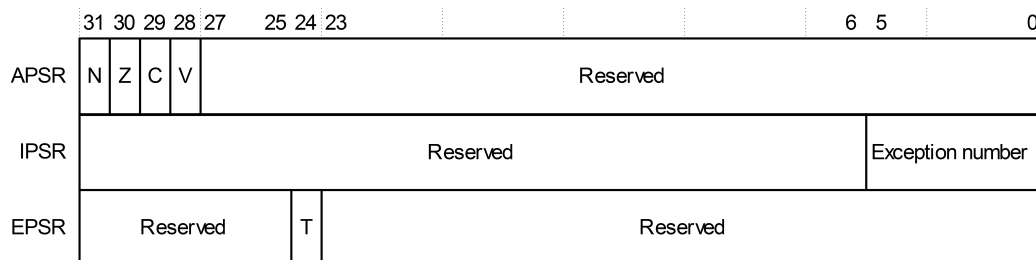 31 30 29 28 27 25 24 23 6 5 0
APSR N Z C V Reserved
IPSR Reserved Exception number
EPSR Reserved T Reserved